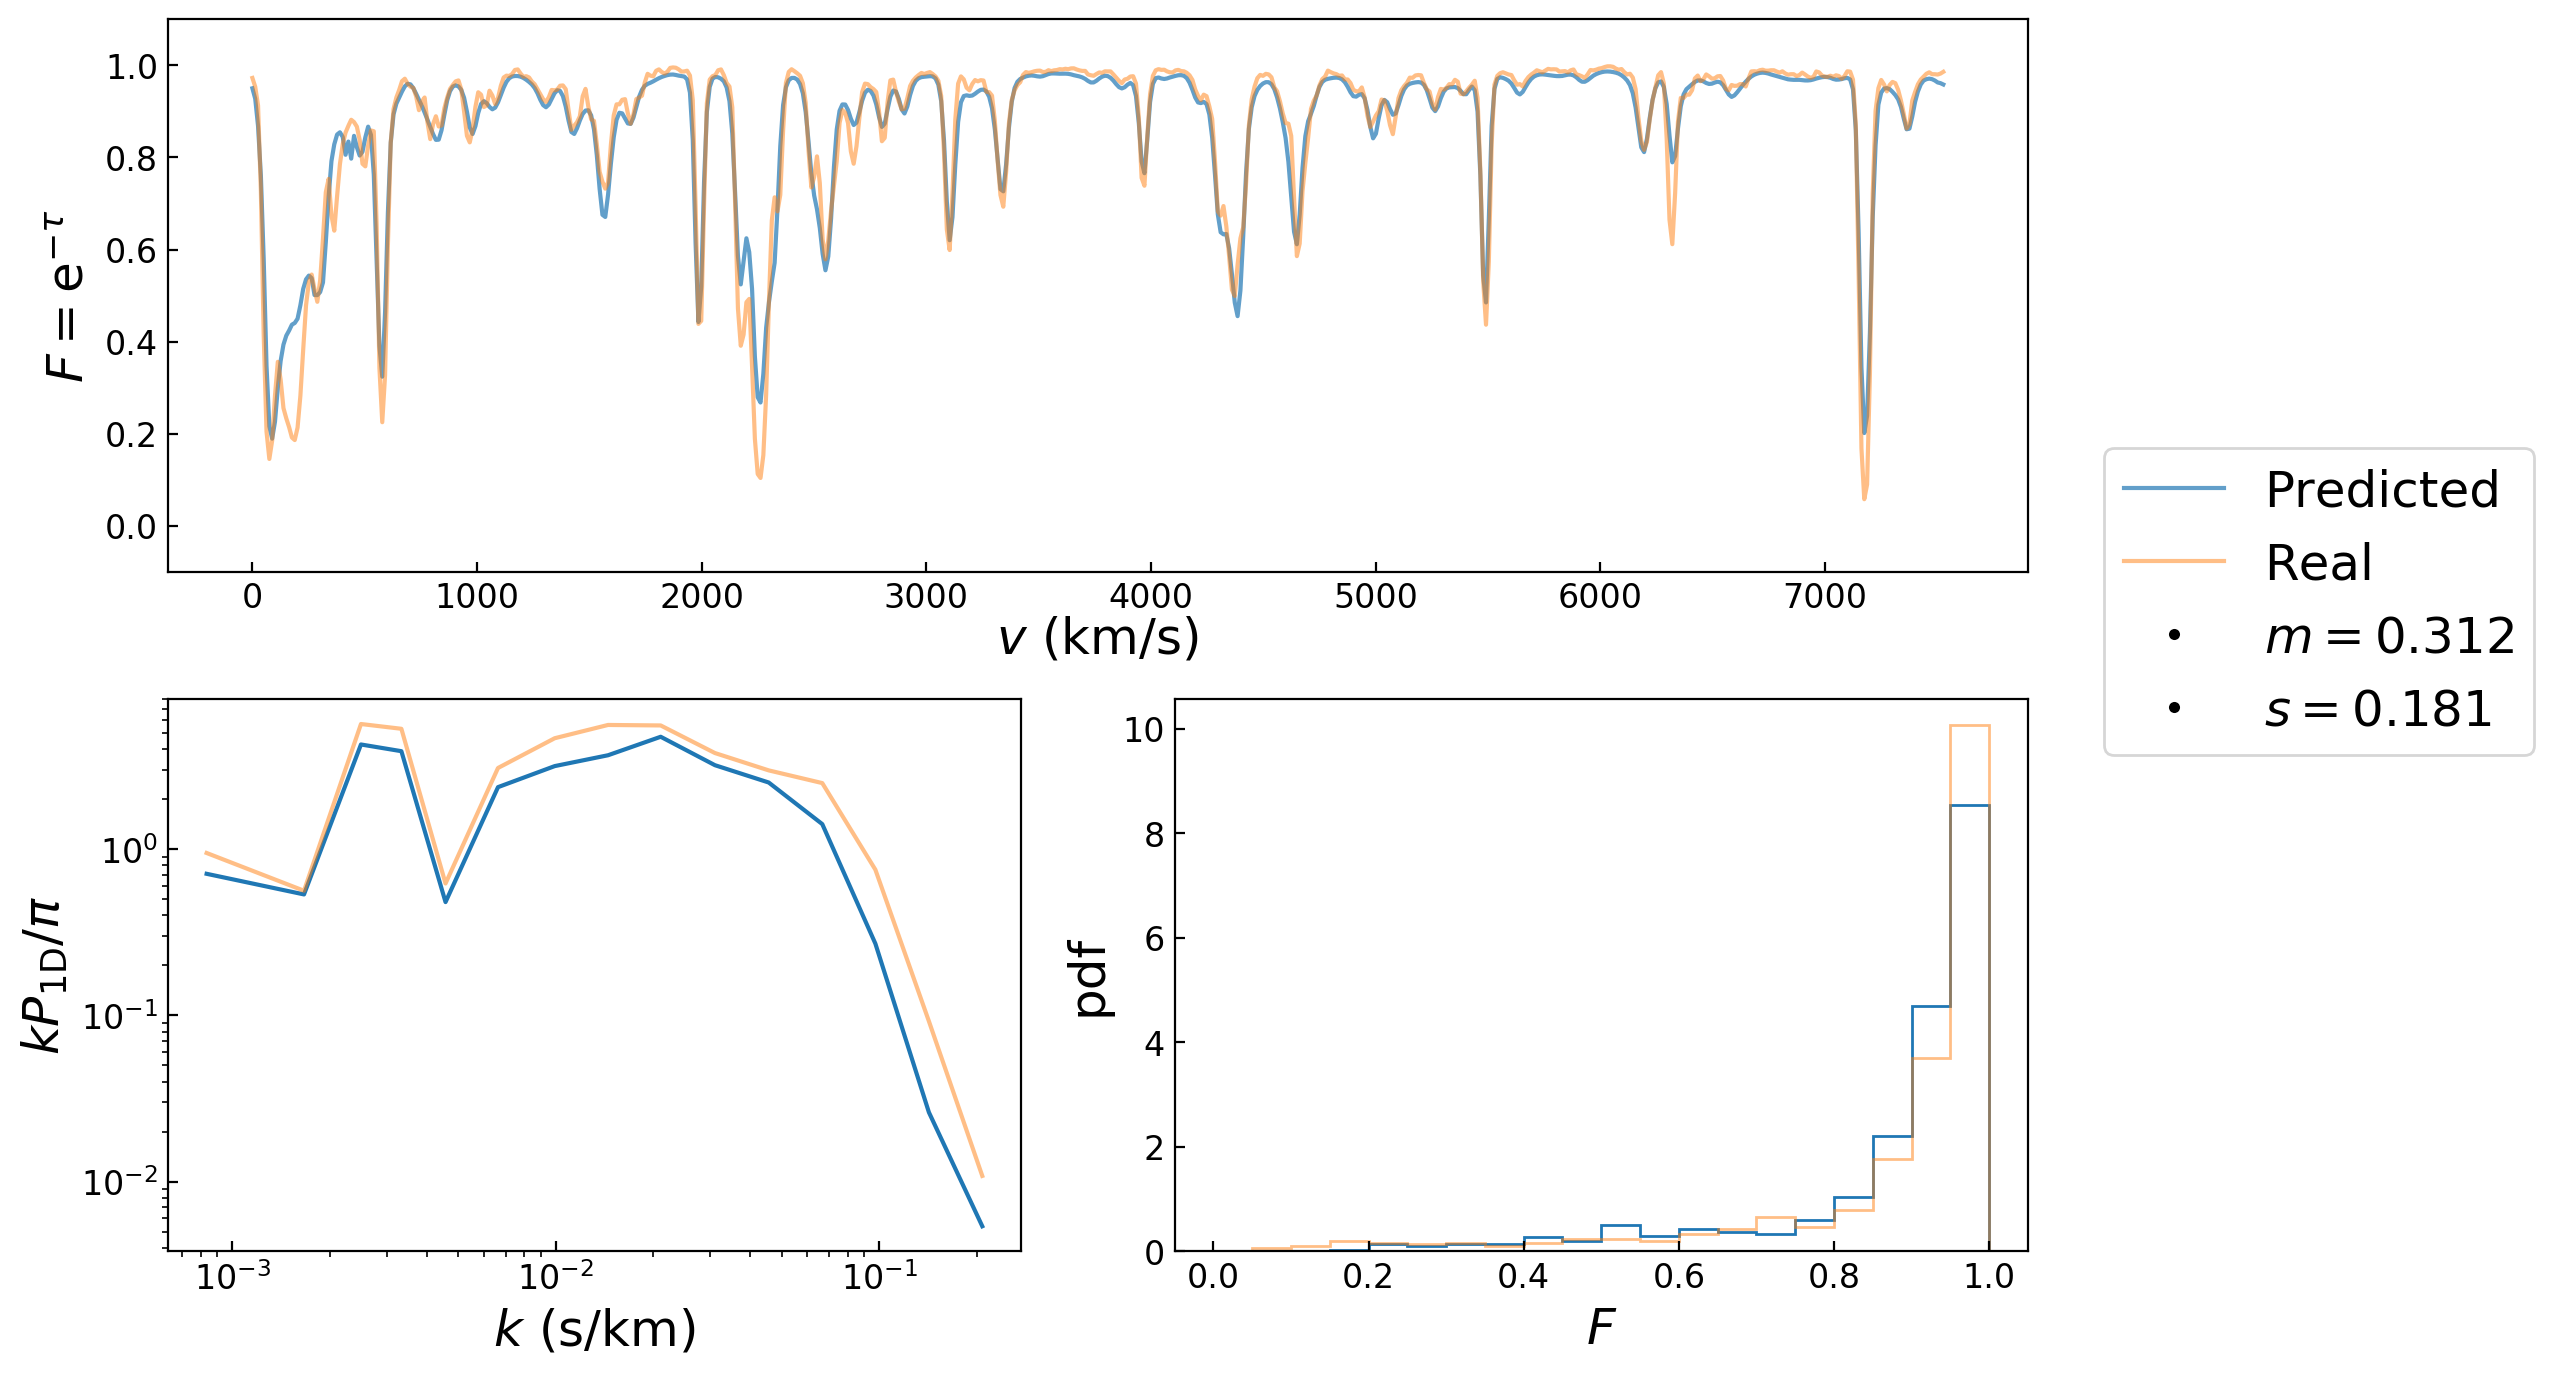 1.0
0.8
0.6
0.4
0.2
0.0
F = e^{−τ}
0 1000 2000 3000 4000 5000 6000 7000
v (km/s)
Predicted
Real
m = 0.312
s = 0.181
10^0
10^{−1}
10^{−2}
kP_{1D}/π
10^{−3} 10^{−2} 10^{−1}
k (s/km)
10
8
6
4
2
0
pdf
0.0 0.2 0.4 0.6 0.8 1.0
F